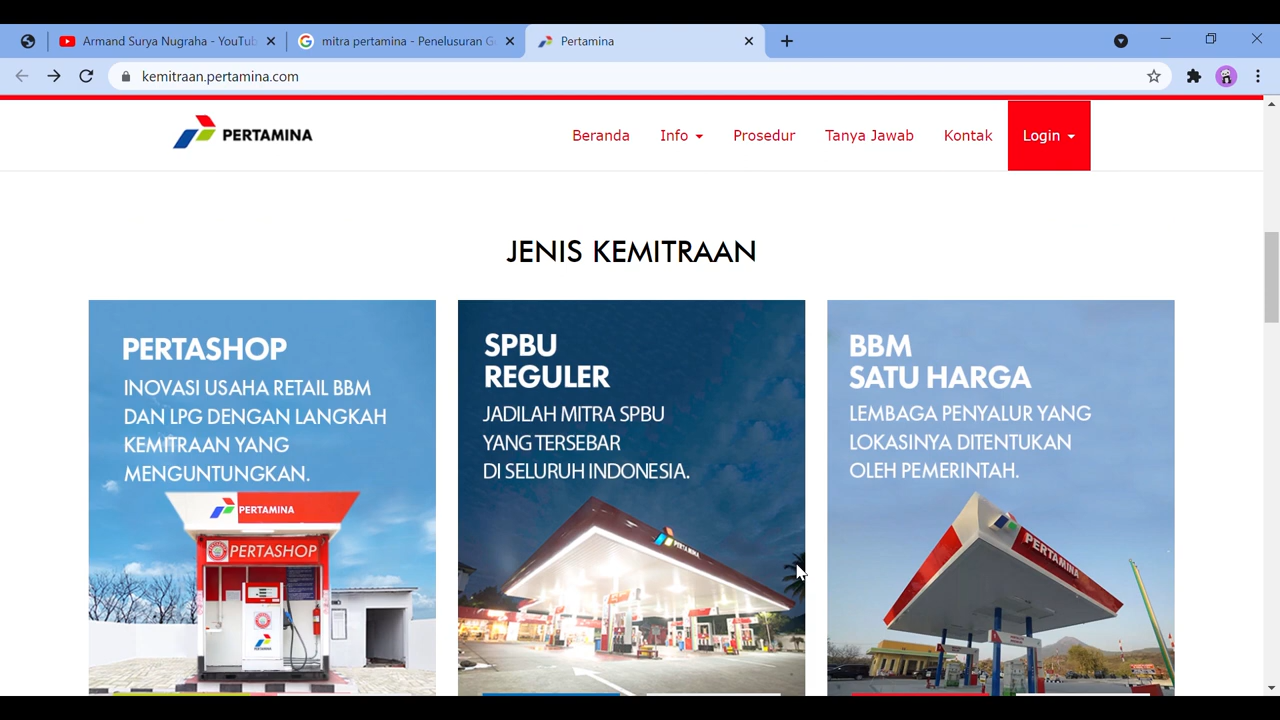 Armand Surya Nugraha - YouTub
mitra pertamina - Penelusuran G
Pertamina
kemitraan.pertamina.com
PERTAMINA
Beranda
Info
Prosedur
Tanya Jawab
Kontak
Login
JENIS KEMITRAAN
PERTASHOP
INOVASI USAHA RETAIL BBM
DAN LPG DENGAN LANGKAH
KEMITRAAN YANG
MENGUNTUNGKAN.
PERTAMINA
PERTASHOP
PERTAMINA
SPBU
REGULER
JADILAH MITRA SPBU
YANG TERSEBAR
DI SELURUH INDONESIA.
PERTAMINA
BBM
SATU HARGA
LEMBAGA PENYALUR YANG
LOKASINYA DITENTUKAN
OLEH PEMERINTAH.
PERTAMINA